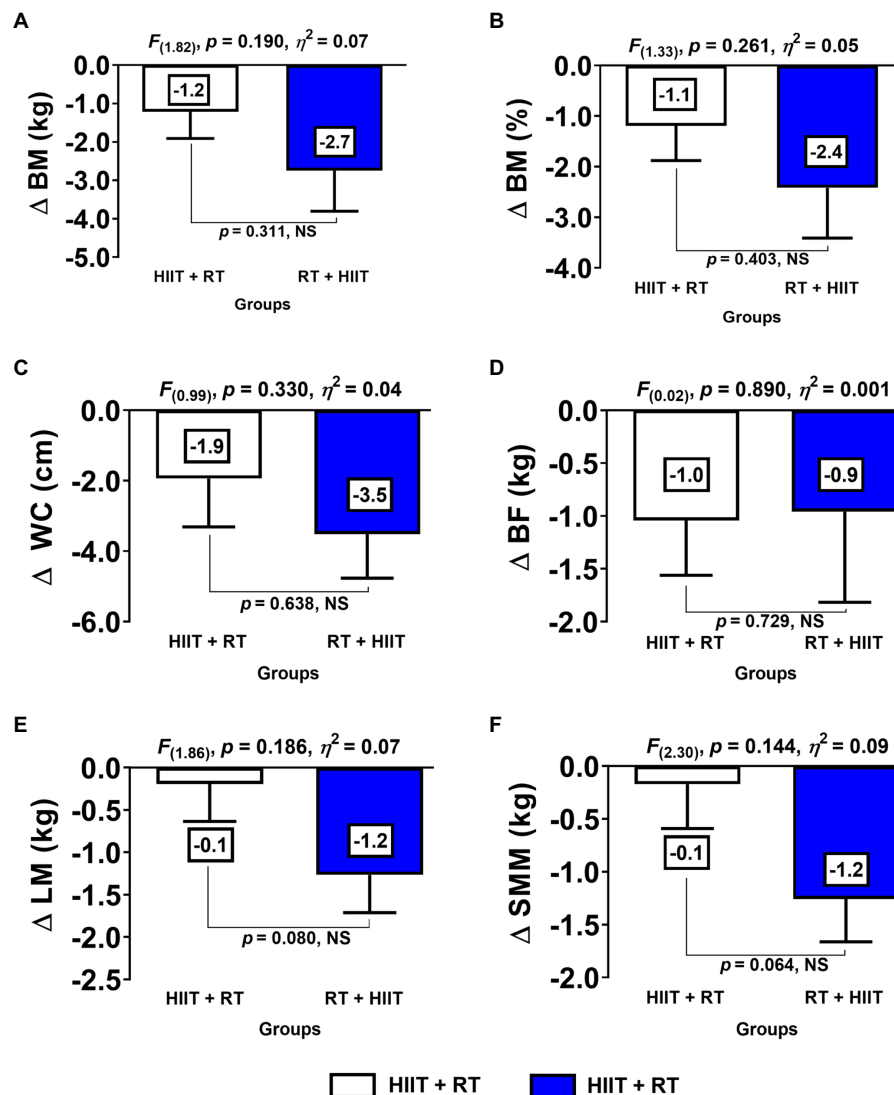 A
F(1.82), p = 0.190, η2 = 0.07
0.0
-1.0
-2.0
-3.0
-4.0
-5.0
Δ BM (kg)
-1.2
-2.7
p = 0.311, NS
HIIT + RT RT + HIIT
Groups
B
F(1.33), p = 0.261, η2 = 0.05
0.0
-1.0
-2.0
-3.0
-4.0
Δ BM (%)
-1.1
-2.4
p = 0.403, NS
HIIT + RT RT + HIIT
Groups
C
F(0.99), p = 0.330, η2 = 0.04
0.0
-2.0
-4.0
-6.0
Δ WC (cm)
-1.9
-3.5
p = 0.638, NS
HIIT + RT RT + HIIT
Groups
D
F(0.02), p = 0.890, η2 = 0.001
0.0
-0.5
-1.0
-1.5
-2.0
Δ BF (kg)
-1.0
-0.9
p = 0.729, NS
HIIT + RT RT + HIIT
Groups
E
F(1.86), p = 0.186, η2 = 0.07
0.0
-0.5
-1.0
-1.5
-2.0
-2.5
Δ LM (kg)
-0.1
-1.2
p = 0.080, NS
HIIT + RT RT + HIIT
Groups
F
F(2.30), p = 0.144, η2 = 0.09
0.0
-0.5
-1.0
-1.5
-2.0
Δ SMM (kg)
-0.1
-1.2
p = 0.064, NS
HIIT + RT RT + HIIT
Groups
HIIT + RT HIIT + RT